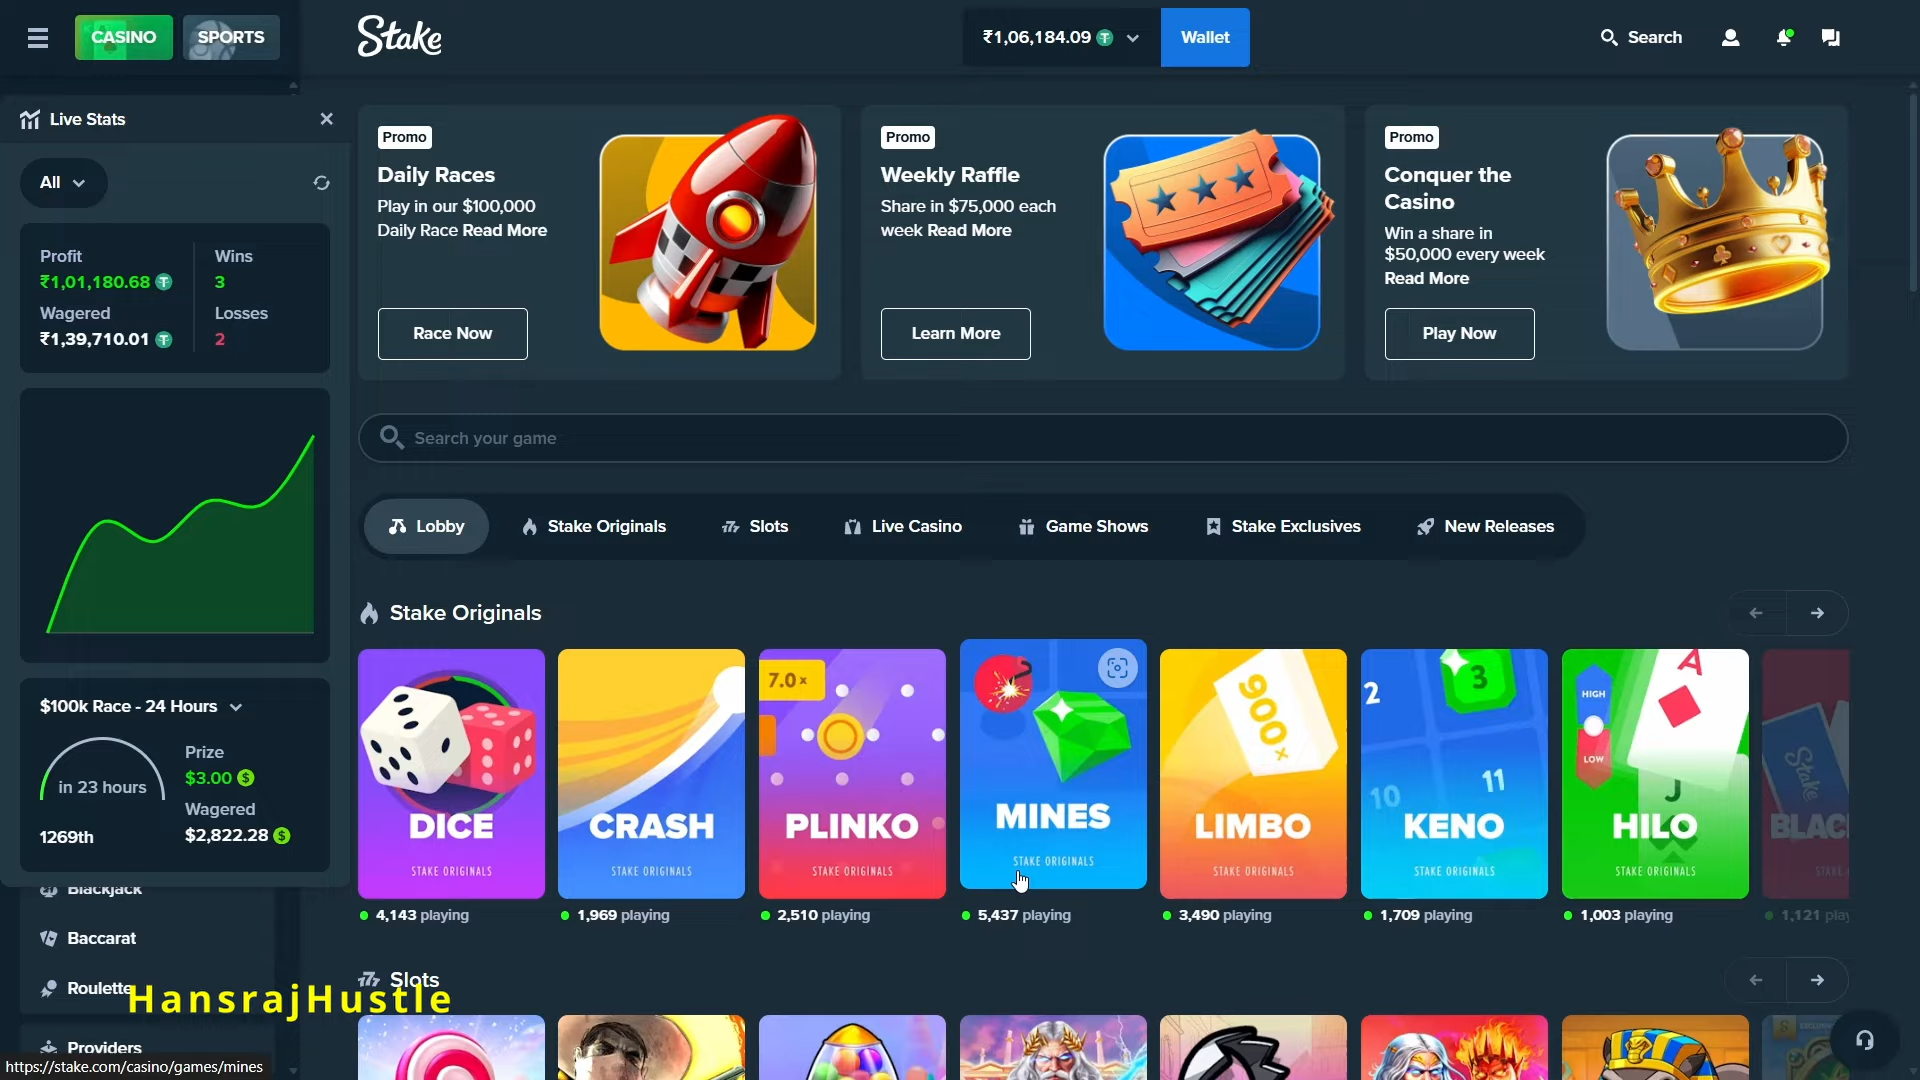 CASINO
SPORTS
Stake
₹1,06,184.09
Wallet
Search
Live Stats
All
Profit
₹1,01,180.68
Wins
3
Wagered
₹1,39,710.01
Losses
2
$100k Race - 24 Hours
in 23 hours
Prize
$3.00
Wagered
$2,822.28
1269th
Blackjack
Baccarat
Roulette
Providers
Promo
Daily Races
Play in our $100,000
Daily Race Read More
Race Now
Promo
Weekly Raffle
Share in $75,000 each
week Read More
Learn More
Promo
Conquer the
Casino
Win a share in
$50,000 every week
Read More
Play Now
Search your game
Lobby
Stake Originals
Slots
Live Casino
Game Shows
Stake Exclusives
New Releases
Stake Originals
DICE
STAKE ORIGINALS
4,143 playing
CRASH
STAKE ORIGINALS
1,969 playing
7.0×
PLINKO
STAKE ORIGINALS
2,510 playing
MINES
STAKE ORIGINALS
5,437 playing
900×
LIMBO
STAKE ORIGINALS
3,490 playing
2
3
10
11
KENO
STAKE ORIGINALS
1,709 playing
HIGH
LOW
A
J
HILO
STAKE ORIGINALS
1,003 playing
Stake
BLAC
1,121 play
Slots
HansrajHustle
https://stake.com/casino/games/mines